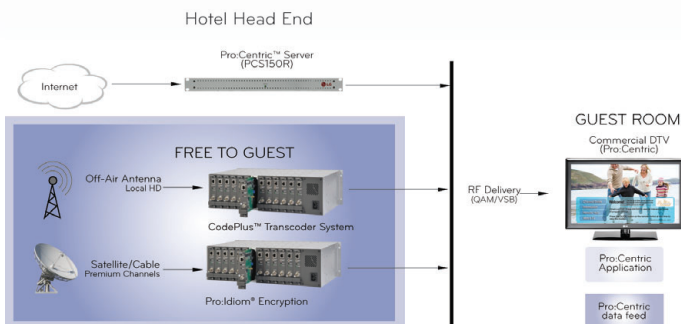 Hotel Head End
Pro:Centric™ Server
(PCS150R)
Internet
LG
FREE TO GUEST
Off-Air Antenna
Local HD
CodePlus™ Transcoder System
Satellite/Cable
Premium Channels
Pro:Idiom® Encryption
RF Delivery
(QAM/VSB)
GUEST ROOM
Commercial DTV
(Pro:Centric)
Welcome
Pro:Centric
Application
Pro:Centric
data feed